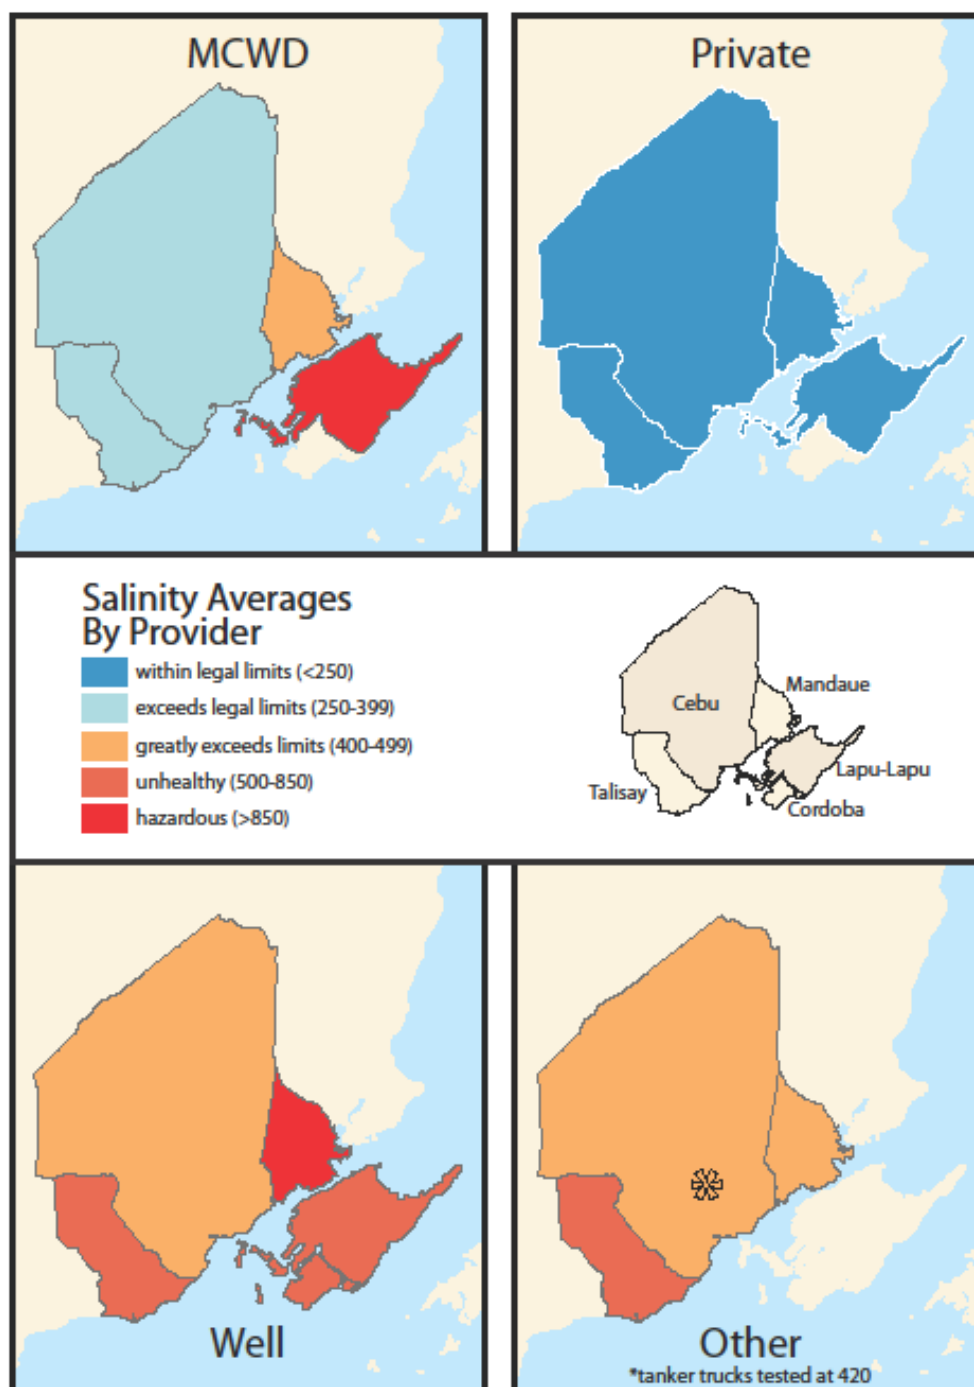 MCWD
Private
Salinity Averages
By Provider
within legal limits (<250)
exceeds legal limits (250-399)
greatly exceeds limits (400-499)
unhealthy (500-850)
hazardous (>850)
Cebu
Mandaue
Lapu-Lapu
Talisay
Cordoba
Well
Other
*tanker trucks tested at 420